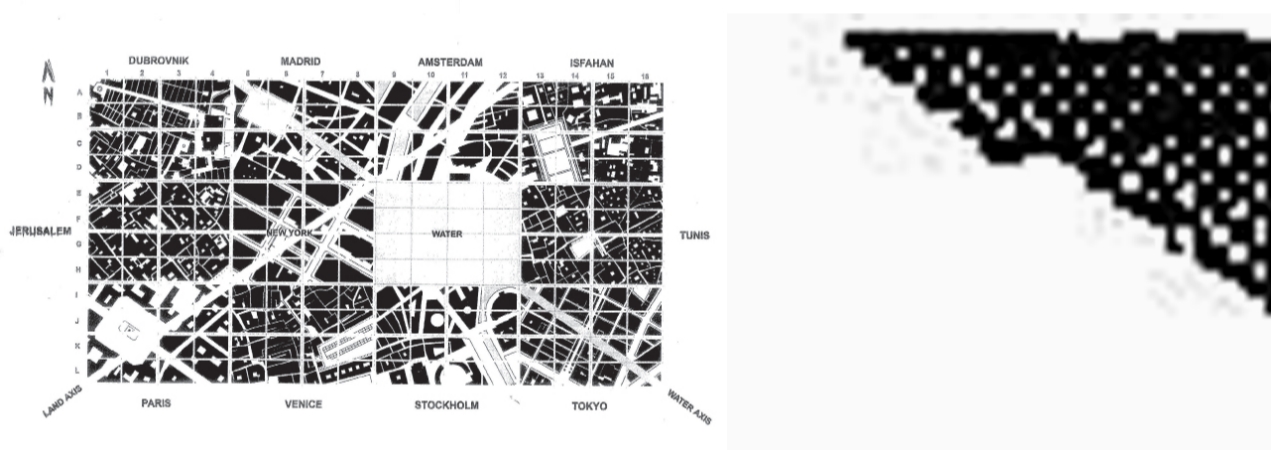 DUBROVNIK MADRID AMSTERDAM ISFAHAN
1 2 3 4 5 6 7 8 9 10 11 12 13 14 15 16
N
A
B
C
D
E
F
JERUSALEM NEW YORK WATER TUNIS
G
H
I
J
K
L
LAND AXIS PARIS VENICE STOCKHOLM TOKYO WATER AXIS